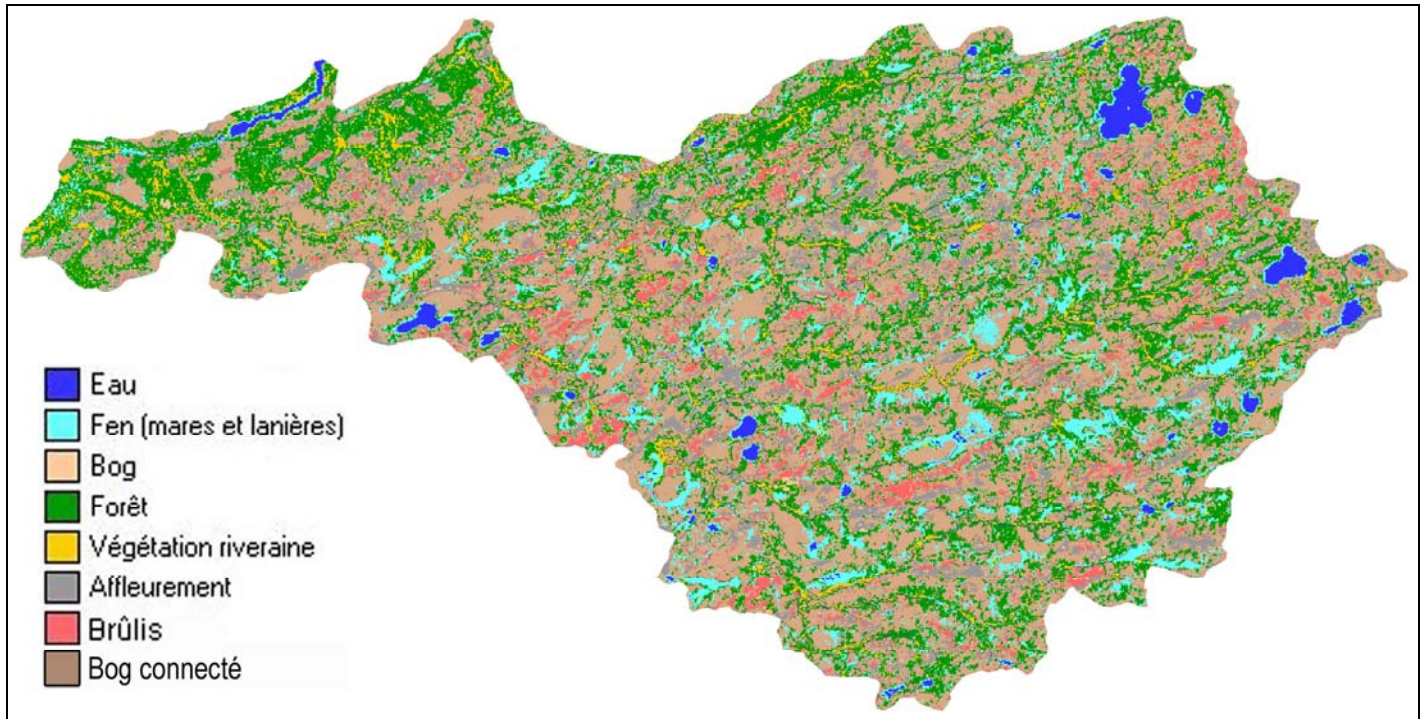 Eau
Fen (mares et lanières)
Bog
Forêt
Végétation riveraine
Affleurement
Brûlis
Bog connecté